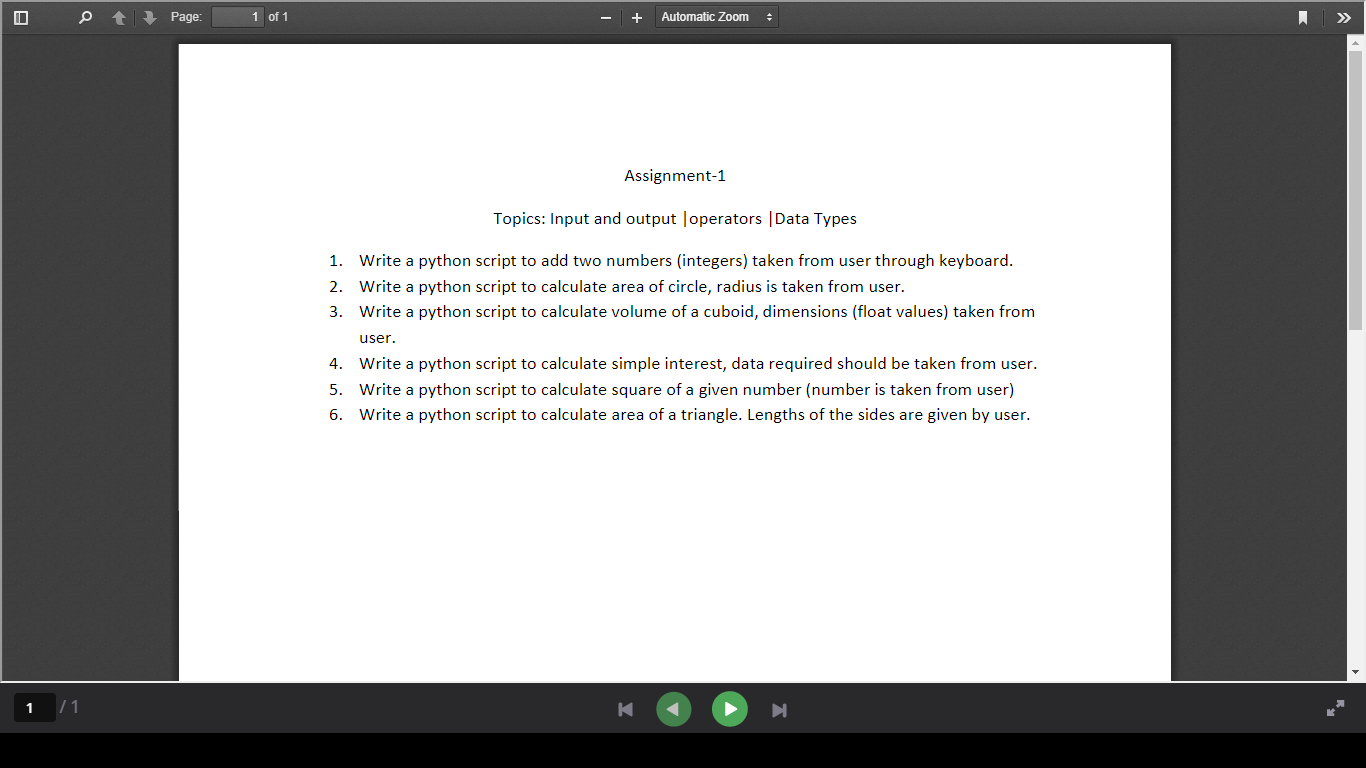 Page: 1 of 1 Automatic Zoom
Assignment-1
Topics: Input and output |operators |Data Types
1. Write a python script to add two numbers (integers) taken from user through keyboard.
2. Write a python script to calculate area of circle, radius is taken from user.
3. Write a python script to calculate volume of a cuboid, dimensions (float values) taken from
user.
4. Write a python script to calculate simple interest, data required should be taken from user.
5. Write a python script to calculate square of a given number (number is taken from user)
6. Write a python script to calculate area of a triangle. Lengths of the sides are given by user.
1 / 1